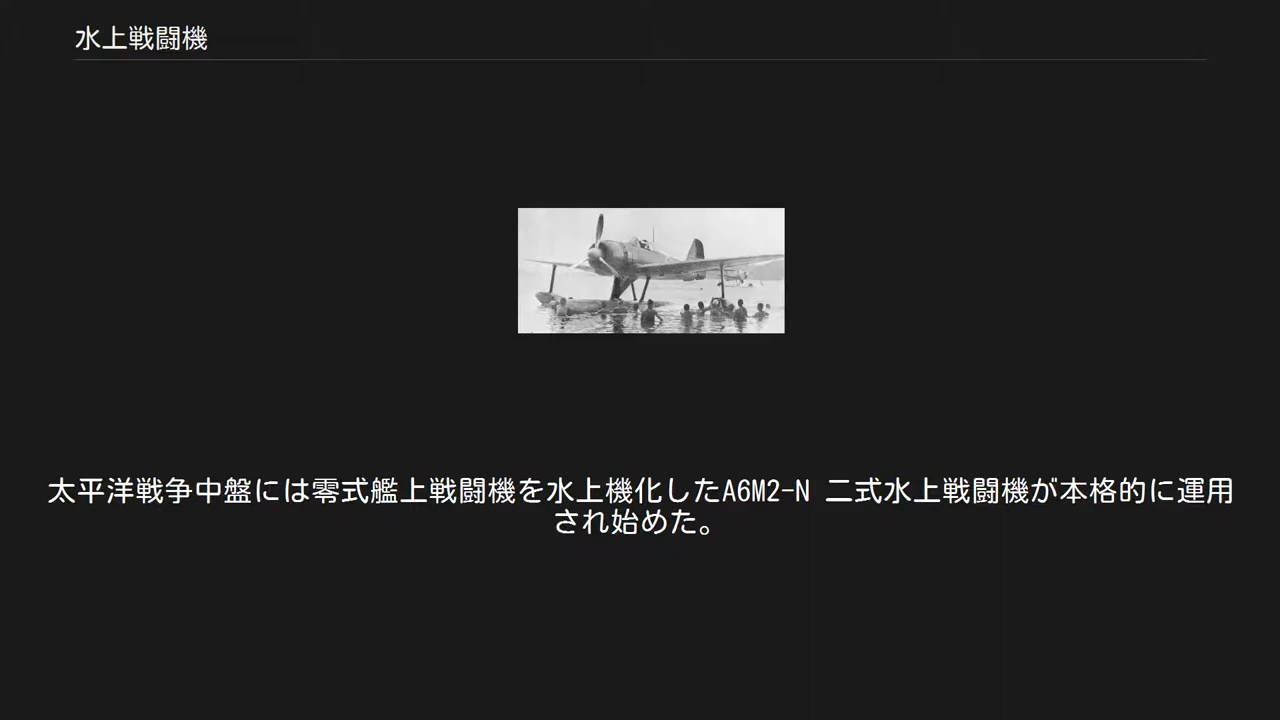 水上戦闘機
太平洋戦争中盤には零式艦上戦闘機を水上機化したA6M2-N 二式水上戦闘機が本格的に運用
され始めた。